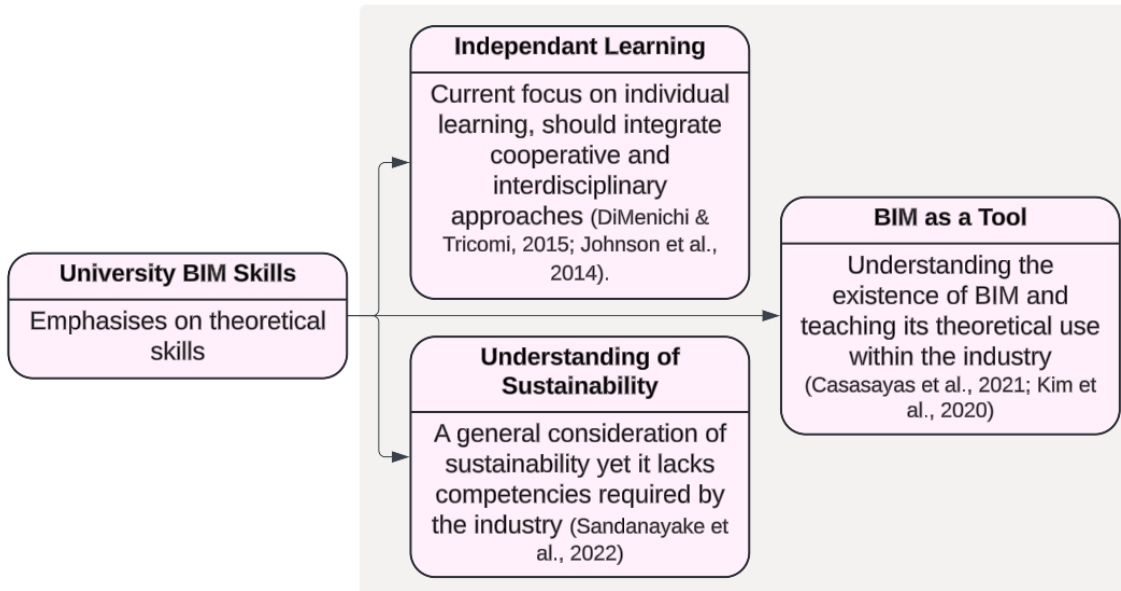 University BIM Skills
Emphasises on theoretical
skills
Independant Learning
Current focus on individual
learning, should integrate
cooperative and
interdisciplinary
approaches (DiMenichi &
Tricomi, 2015; Johnson et al.,
2014).
Understanding of
Sustainability
A general consideration of
sustainability yet it lacks
competencies required by
the industry (Sandanayake et
al., 2022)
BIM as a Tool
Understanding the
existence of BIM and
teaching its theoretical use
within the industry
(Casasayas et al., 2021; Kim et
al., 2020)